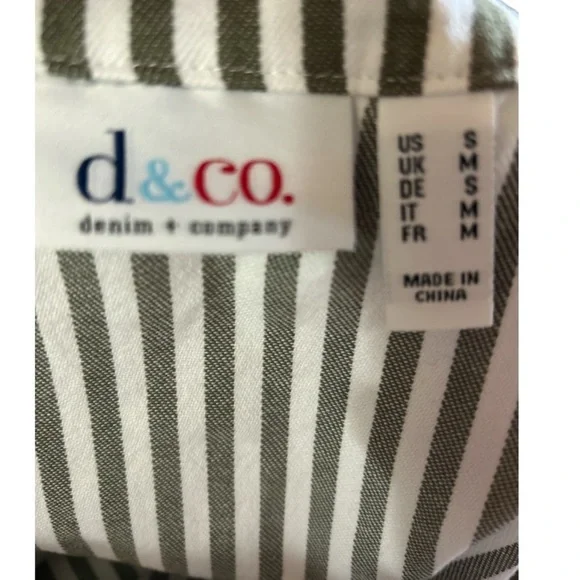 d&co.
denim + company
US S
UK M
DE S
IT M
FR M
MADE IN
CHINA